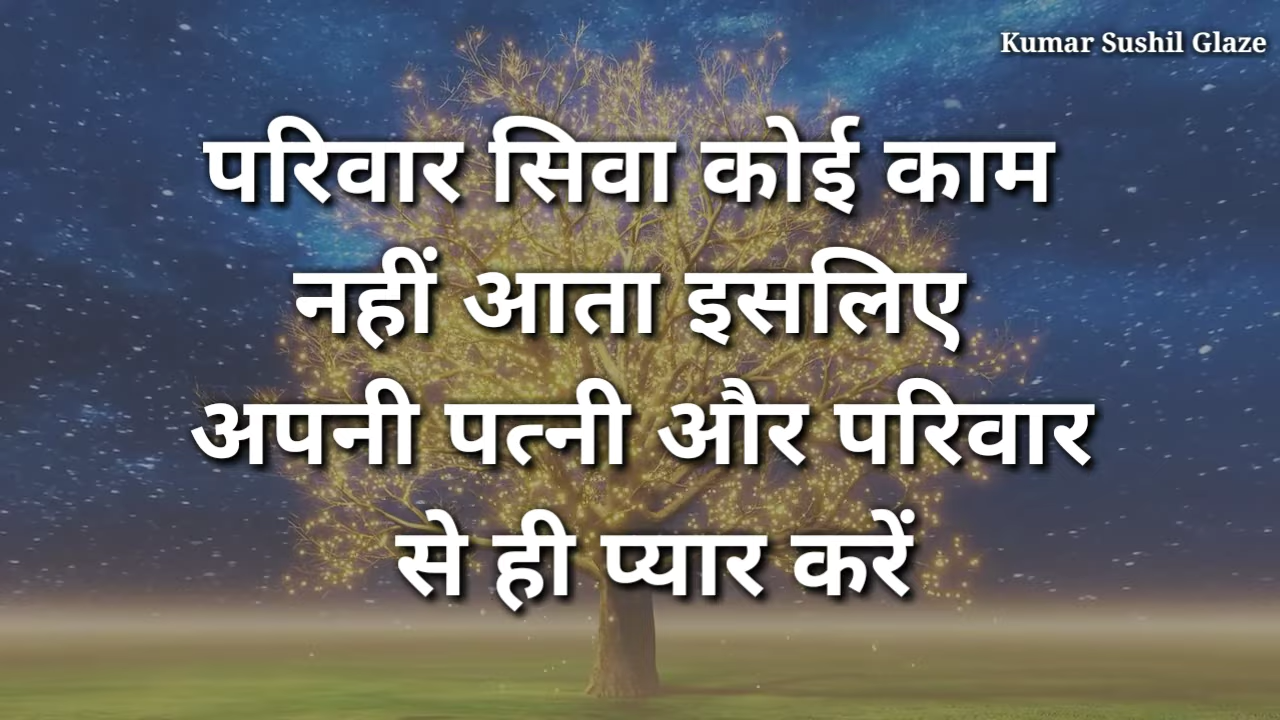 Kumar Sushil Glaze
परिवार सिवा कोई काम
नहीं आता इसलिए
अपनी पत्नी और परिवार
से ही प्यार करें